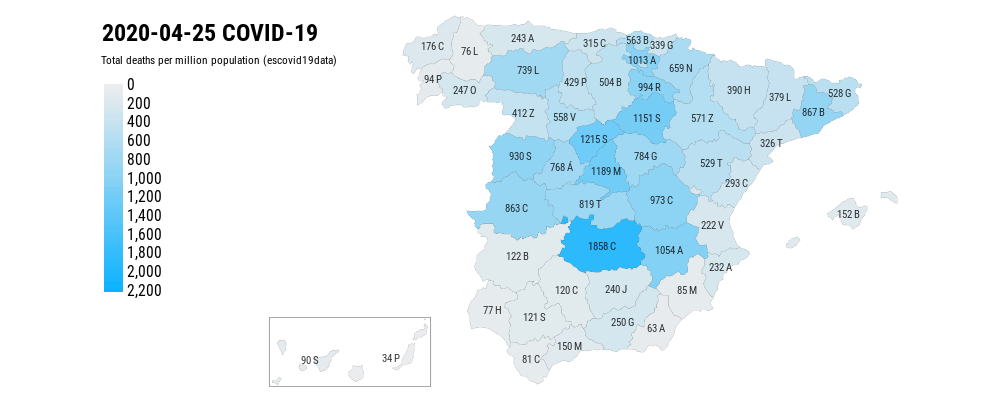 2020-04-25 COVID-19
Total deaths per million population (escovid19data)
0
200
400
600
800
1,000
1,200
1,400
1,600
1,800
2,000
2,200
176 C
76 L
243 A
315 C
563 B
339 G
1013 A
659 N
94 P
247 O
739 L
429 P
504 B
994 R
390 H
379 L
528 G
867 B
412 Z
558 V
1151 S
571 Z
326 T
1215 S
930 S
768 Á
1189 M
784 G
529 T
293 C
863 C
819 T
973 C
222 V
152 B
122 B
1858 C
1054 A
232 A
77 H
120 C
240 J
85 M
121 S
250 G
63 A
81 C
150 M
90 S
34 P